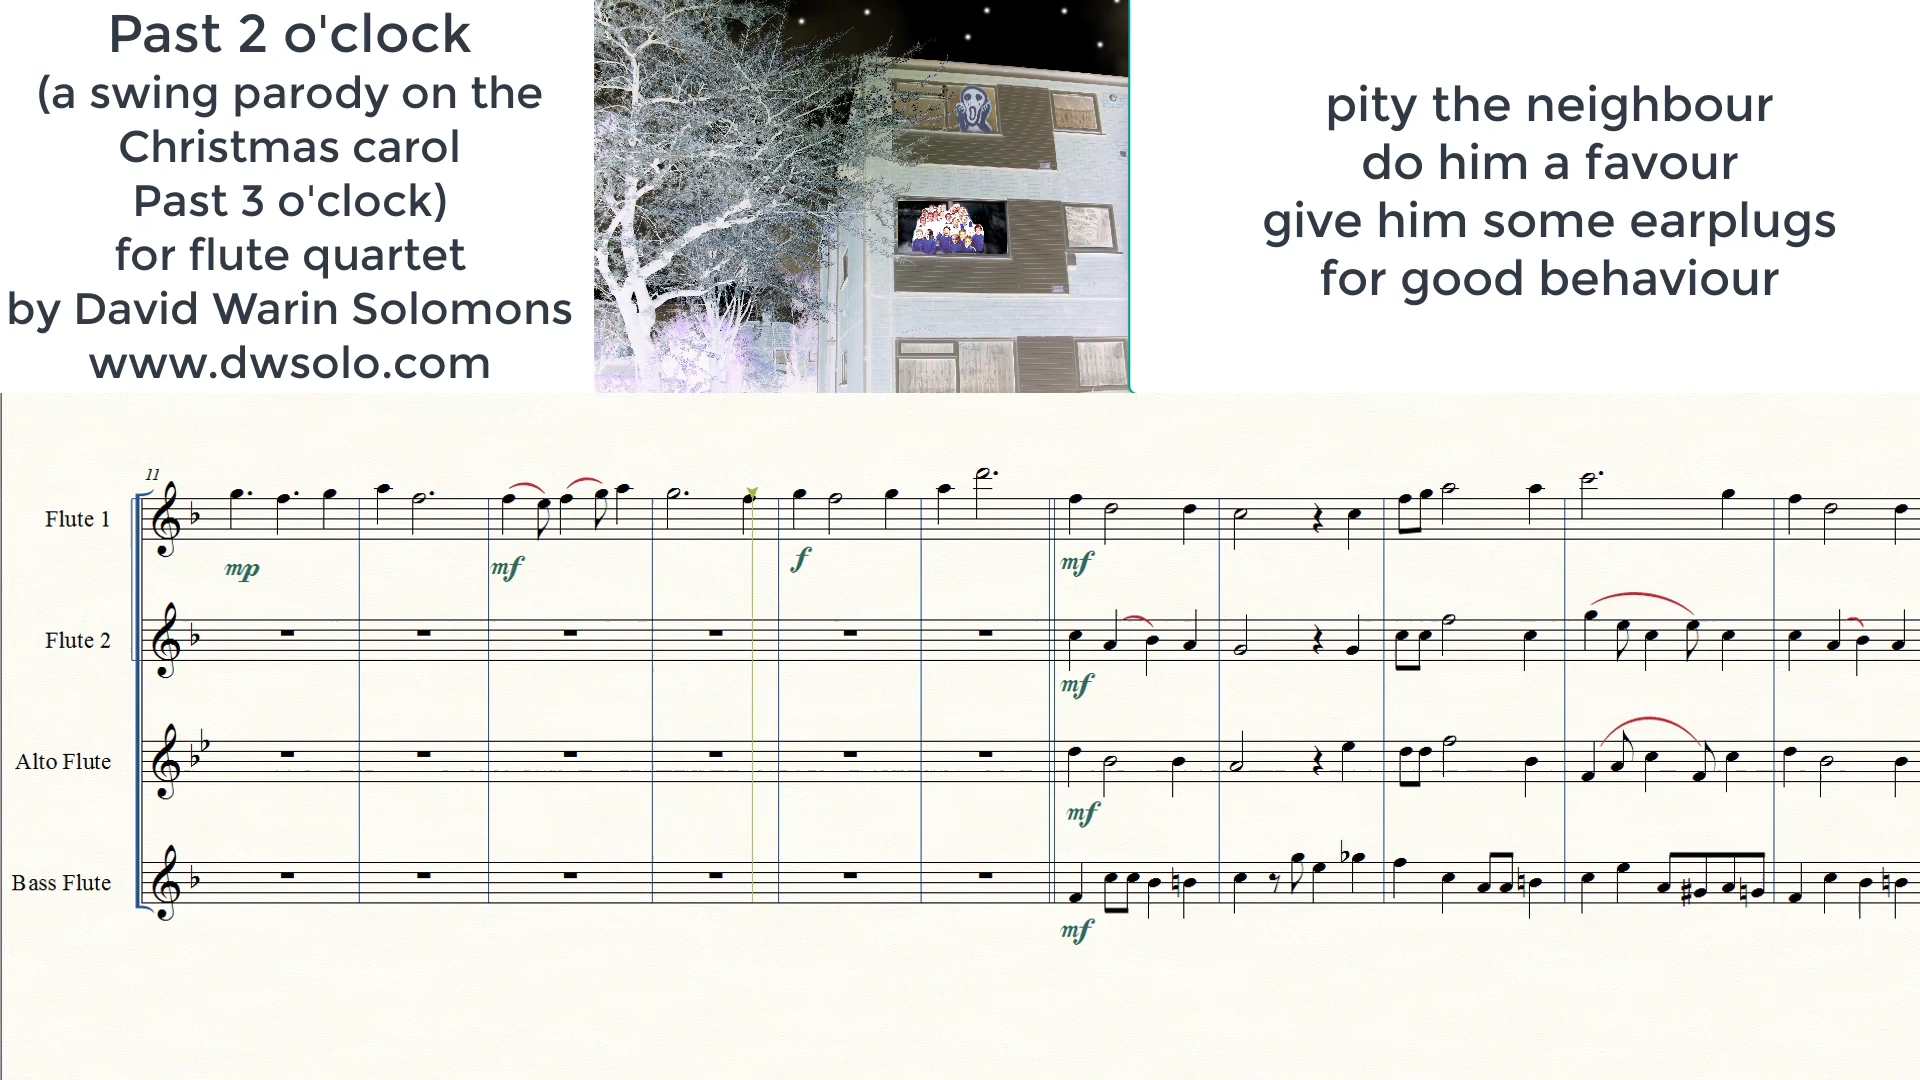 Past 2 o'clock
(a swing parody on the
Christmas carol
Past 3 o'clock)
for flute quartet
by David Warin Solomons
www.dwsolo.com
pity the neighbour
do him a favour
give him some earplugs
for good behaviour
11
Flute 1
mp
mf
f
mf
Flute 2
mf
Alto Flute
mf
Bass Flute
mf